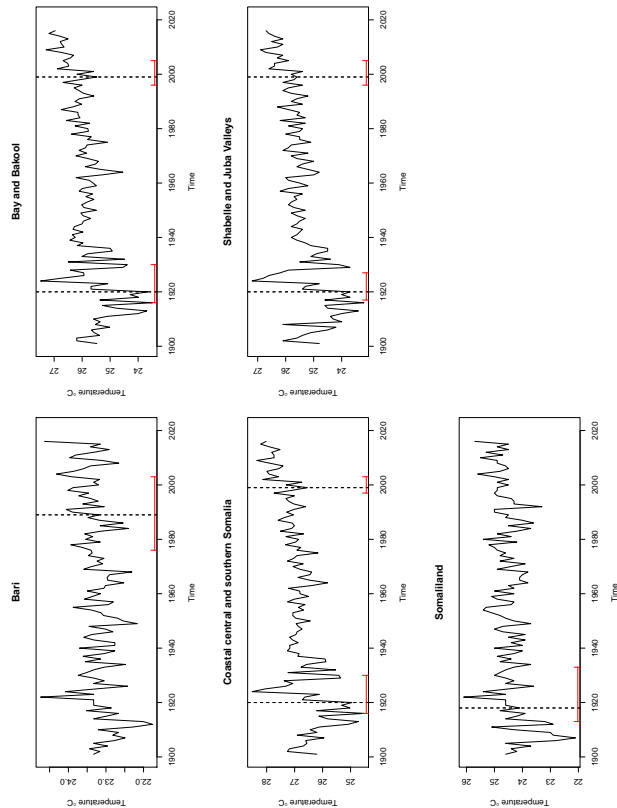 Bari
Temperature °C
24.0
23.0
22.0
1900 1920 1940 1960 1980 2000 2020
Time
Bay and Bakool
Temperature °C
27
26
25
24
1900 1920 1940 1960 1980 2000 2020
Time
Coastal central and southern Somalia
Temperature °C
28
27
26
25
1900 1920 1940 1960 1980 2000 2020
Time
Shabelle and Juba Valleys
Temperature °C
27
26
25
24
1900 1920 1940 1960 1980 2000 2020
Time
Somaliland
Temperature °C
26
25
24
23
22
1900 1920 1940 1960 1980 2000 2020
Time